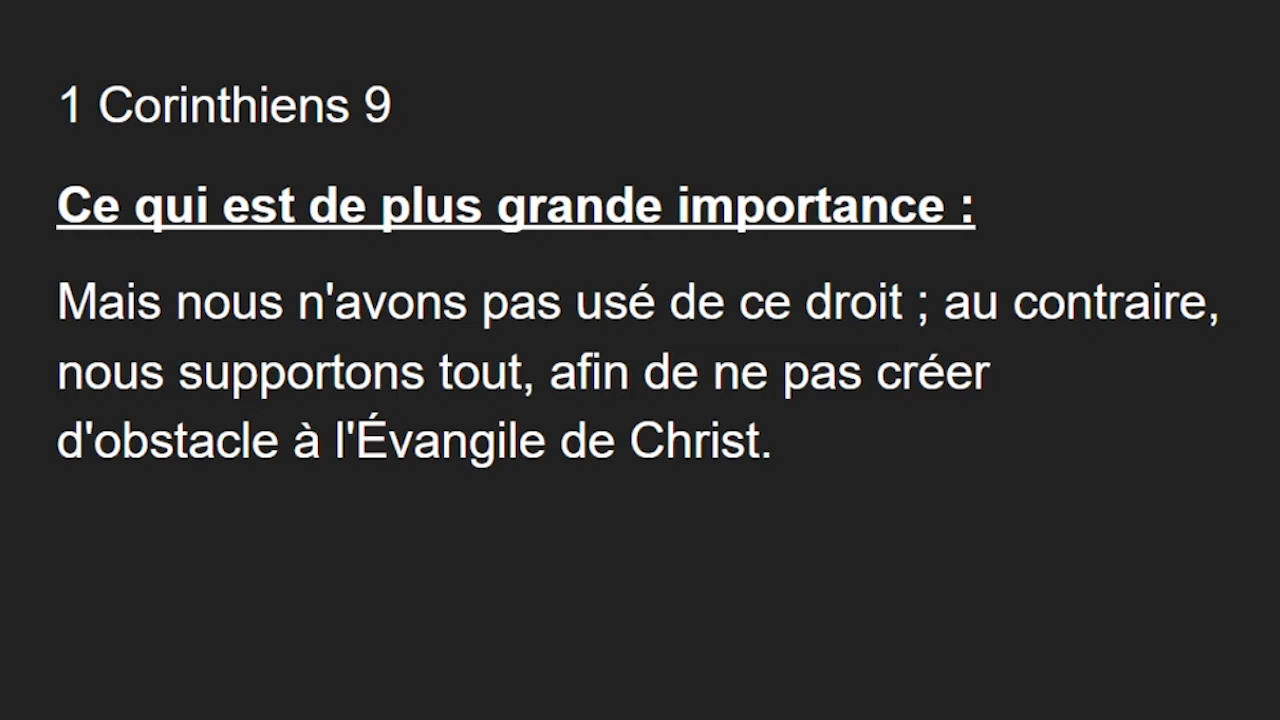 1 Corinthiens 9
Ce qui est de plus grande importance :
Mais nous n'avons pas usé de ce droit ; au contraire,
nous supportons tout, afin de ne pas créer
d'obstacle à l'Évangile de Christ.